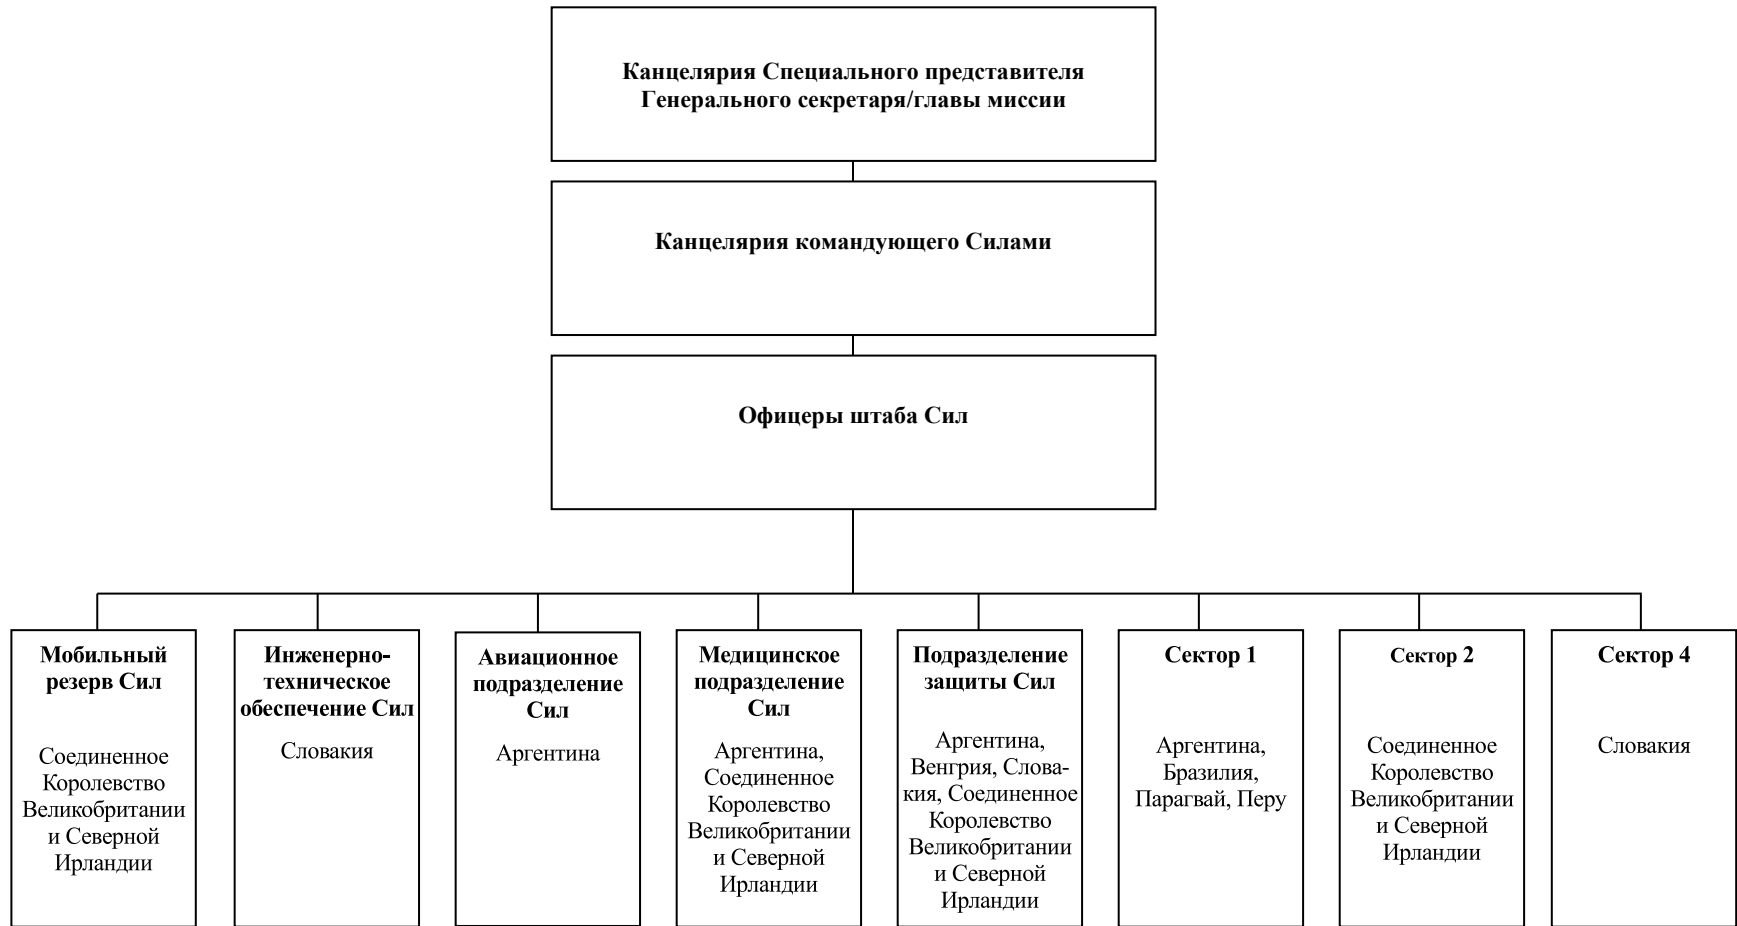 Канцелярия Специального представителя
Генерального секретаря/главы миссии
Канцелярия командующего Силами
Офицеры штаба Сил
Мобильный
резерв Сил
Соединенное
Королевство
Великобритании
и Северной
Ирландии
Инженерно-
техническое
обеспечение Сил
Словакия
Авиационное
подразделение
Сил
Аргентина
Медицинское
подразделение
Сил
Аргентина,
Соединенное
Королевство
Великобритании
и Северной
Ирландии
Подразделение
защиты Сил
Аргентина,
Венгрия, Слова-
кия, Соединенное
Королевство
Великобритании
и Северной
Ирландии
Сектор 1
Аргентина,
Бразилия,
Парагвай, Перу
Сектор 2
Соединенное
Королевство
Великобритании
и Северной
Ирландии
Сектор 4
Словакия